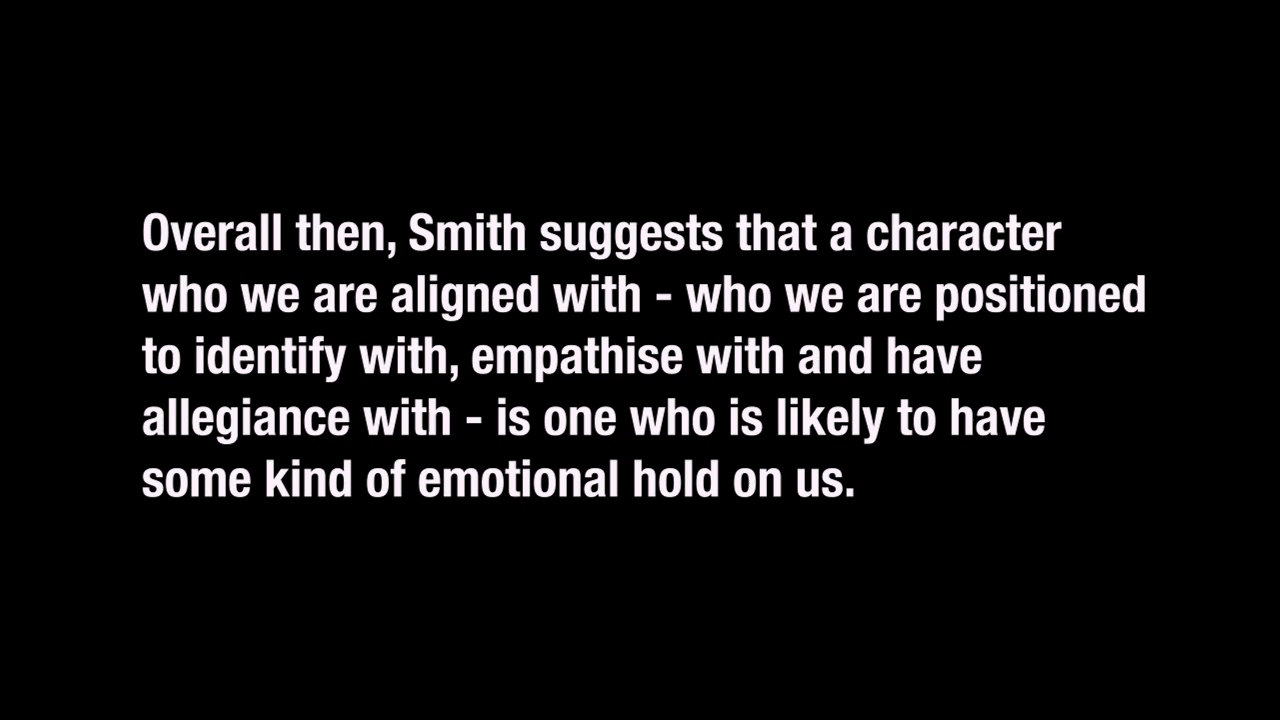 Overall then, Smith suggests that a character
who we are aligned with - who we are positioned
to identify with, empathise with and have
allegiance with - is one who is likely to have
some kind of emotional hold on us.